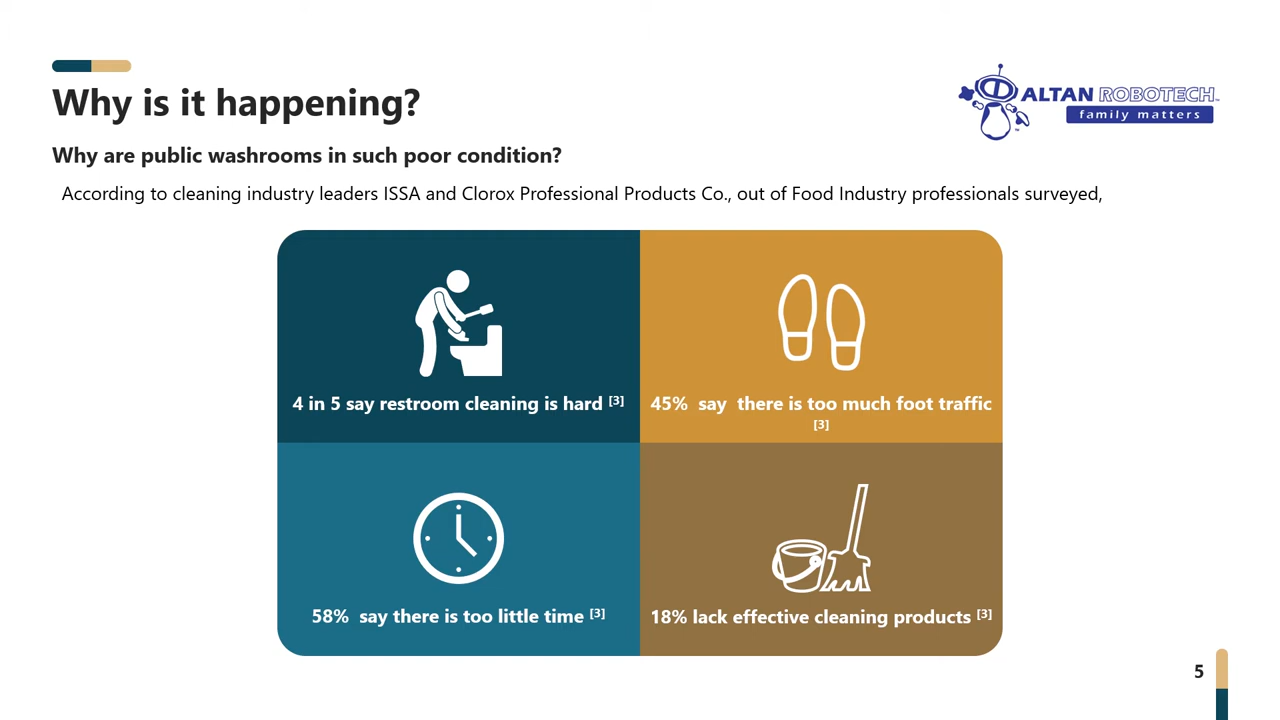 Why is it happening?
ALTAN ROBOTECH™
family matters
Why are public washrooms in such poor condition?
According to cleaning industry leaders ISSA and Clorox Professional Products Co., out of Food Industry professionals surveyed,
4 in 5 say restroom cleaning is hard [3]
45% say there is too much foot traffic
[3]
58% say there is too little time [3]
18% lack effective cleaning products [3]
5